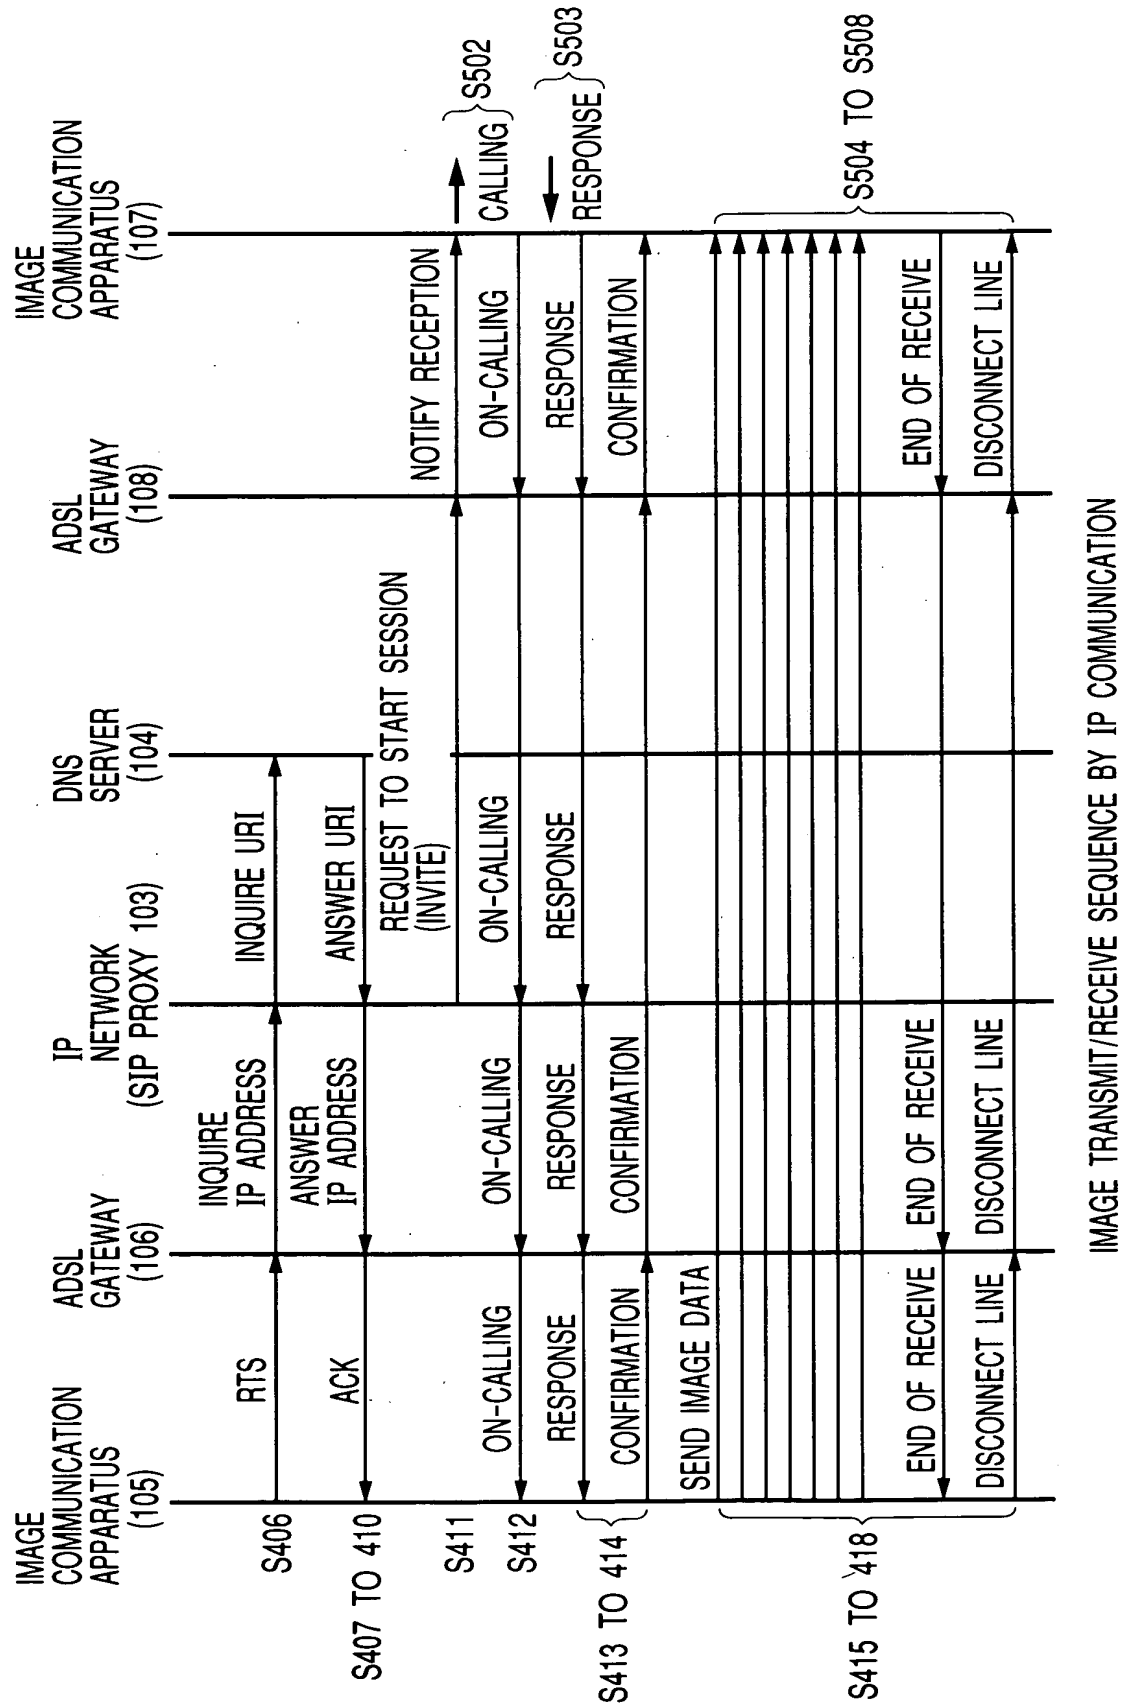 IMAGE
COMMUNICATION
APPARATUS
(105)
ADSL
GATEWAY
(106)
IP
NETWORK
(SIP PROXY 103)
DNS
SERVER
(104)
ADSL
GATEWAY
(108)
IMAGE
COMMUNICATION
APPARATUS
(107)
S406
RTS
INQUIRE
IP ADDRESS
INQUIRE URI
S407 TO 410
ACK
ANSWER
IP ADDRESS
ANSWER URI
S411
REQUEST TO START SESSION
(INVITE)
NOTIFY RECEPTION
CALLING
S502
S412
ON-CALLING
ON-CALLING
ON-CALLING
ON-CALLING
S413 TO 414
RESPONSE
RESPONSE
RESPONSE
RESPONSE
RESPONSE
S503
CONFIRMATION
CONFIRMATION
CONFIRMATION
S415 TO 418
SEND IMAGE DATA
S504 TO S508
END OF RECEIVE
END OF RECEIVE
END OF RECEIVE
DISCONNECT LINE
DISCONNECT LINE
DISCONNECT LINE
IMAGE TRANSMIT/RECEIVE SEQUENCE BY IP COMMUNICATION